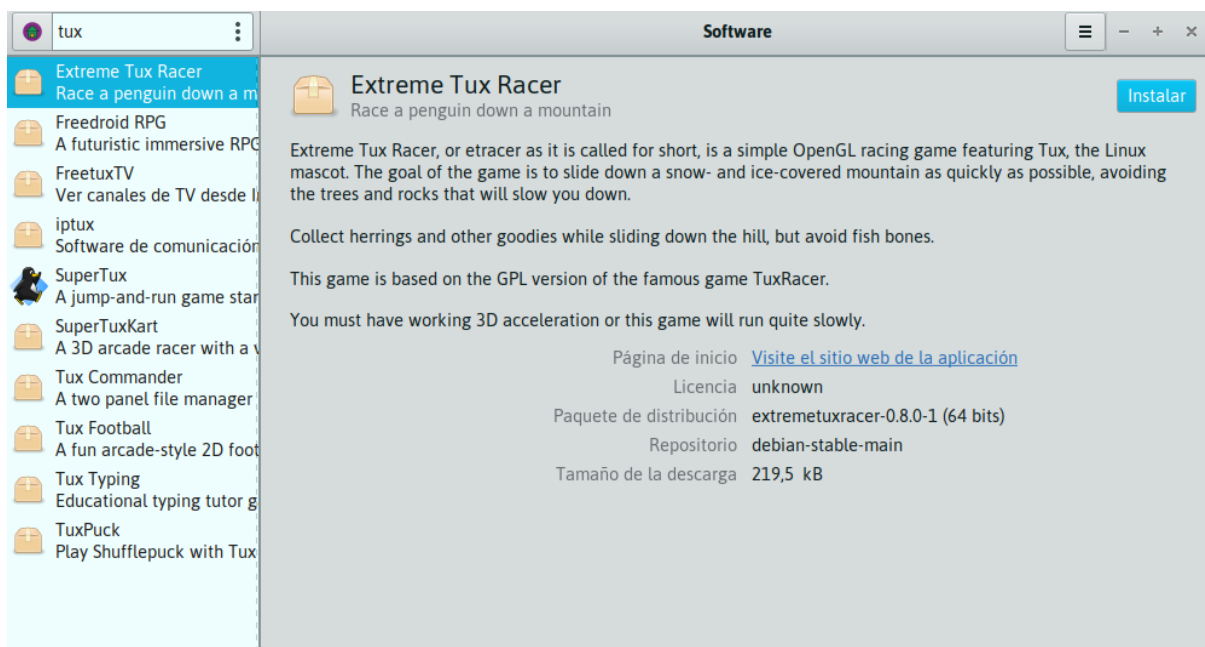 tux
Software
Extreme Tux Racer
Race a penguin down a m
Freedroid RPG
A futuristic immersive RPG
FreetuxTV
Ver canales de TV desde I
iptux
Software de comunicación
SuperTux
A jump-and-run game star
SuperTuxKart
A 3D arcade racer with a v
Tux Commander
A two panel file manager
Tux Football
A fun arcade-style 2D foot
Tux Typing
Educational typing tutor g
TuxPuck
Play Shufflepuck with Tux
Extreme Tux Racer
Race a penguin down a mountain
Instalar
Extreme Tux Racer, or etracer as it is called for short, is a simple OpenGL racing game featuring Tux, the Linux
mascot. The goal of the game is to slide down a snow- and ice-covered mountain as quickly as possible, avoiding
the trees and rocks that will slow you down.
Collect herrings and other goodies while sliding down the hill, but avoid fish bones.
This game is based on the GPL version of the famous game TuxRacer.
You must have working 3D acceleration or this game will run quite slowly.
Página de inicio Visite el sitio web de la aplicación
Licencia unknown
Paquete de distribución extremetuxracer-0.8.0-1 (64 bits)
Repositorio debian-stable-main
Tamaño de la descarga 219,5 kB